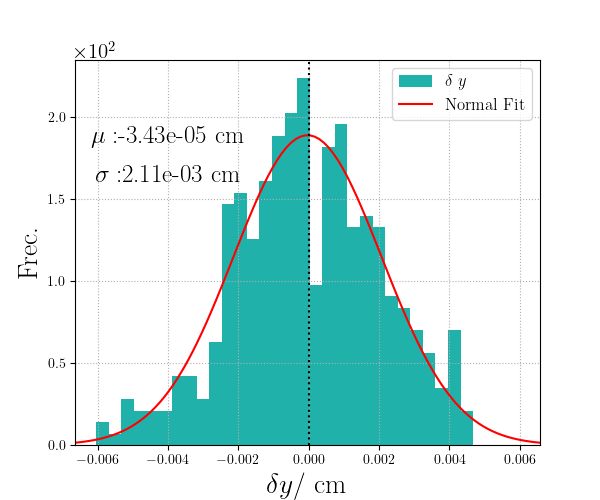 ×10²
δ y
Normal Fit
μ :-3.43e-05 cm
σ :2.11e-03 cm
2.0
1.5
1.0
0.5
0.0
Frec.
−0.006 −0.004 −0.002 0.000 0.002 0.004 0.006
δy/ cm